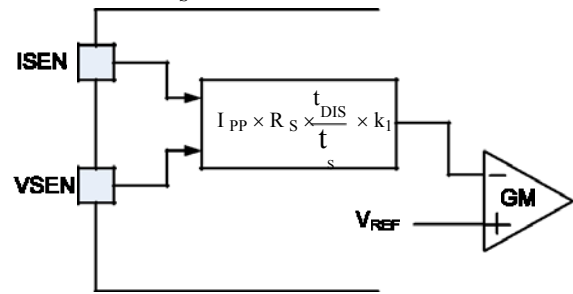 g
ISEN
I PP × R S × t DIS / t s × k1
VSEN
−
GM
VREF
+